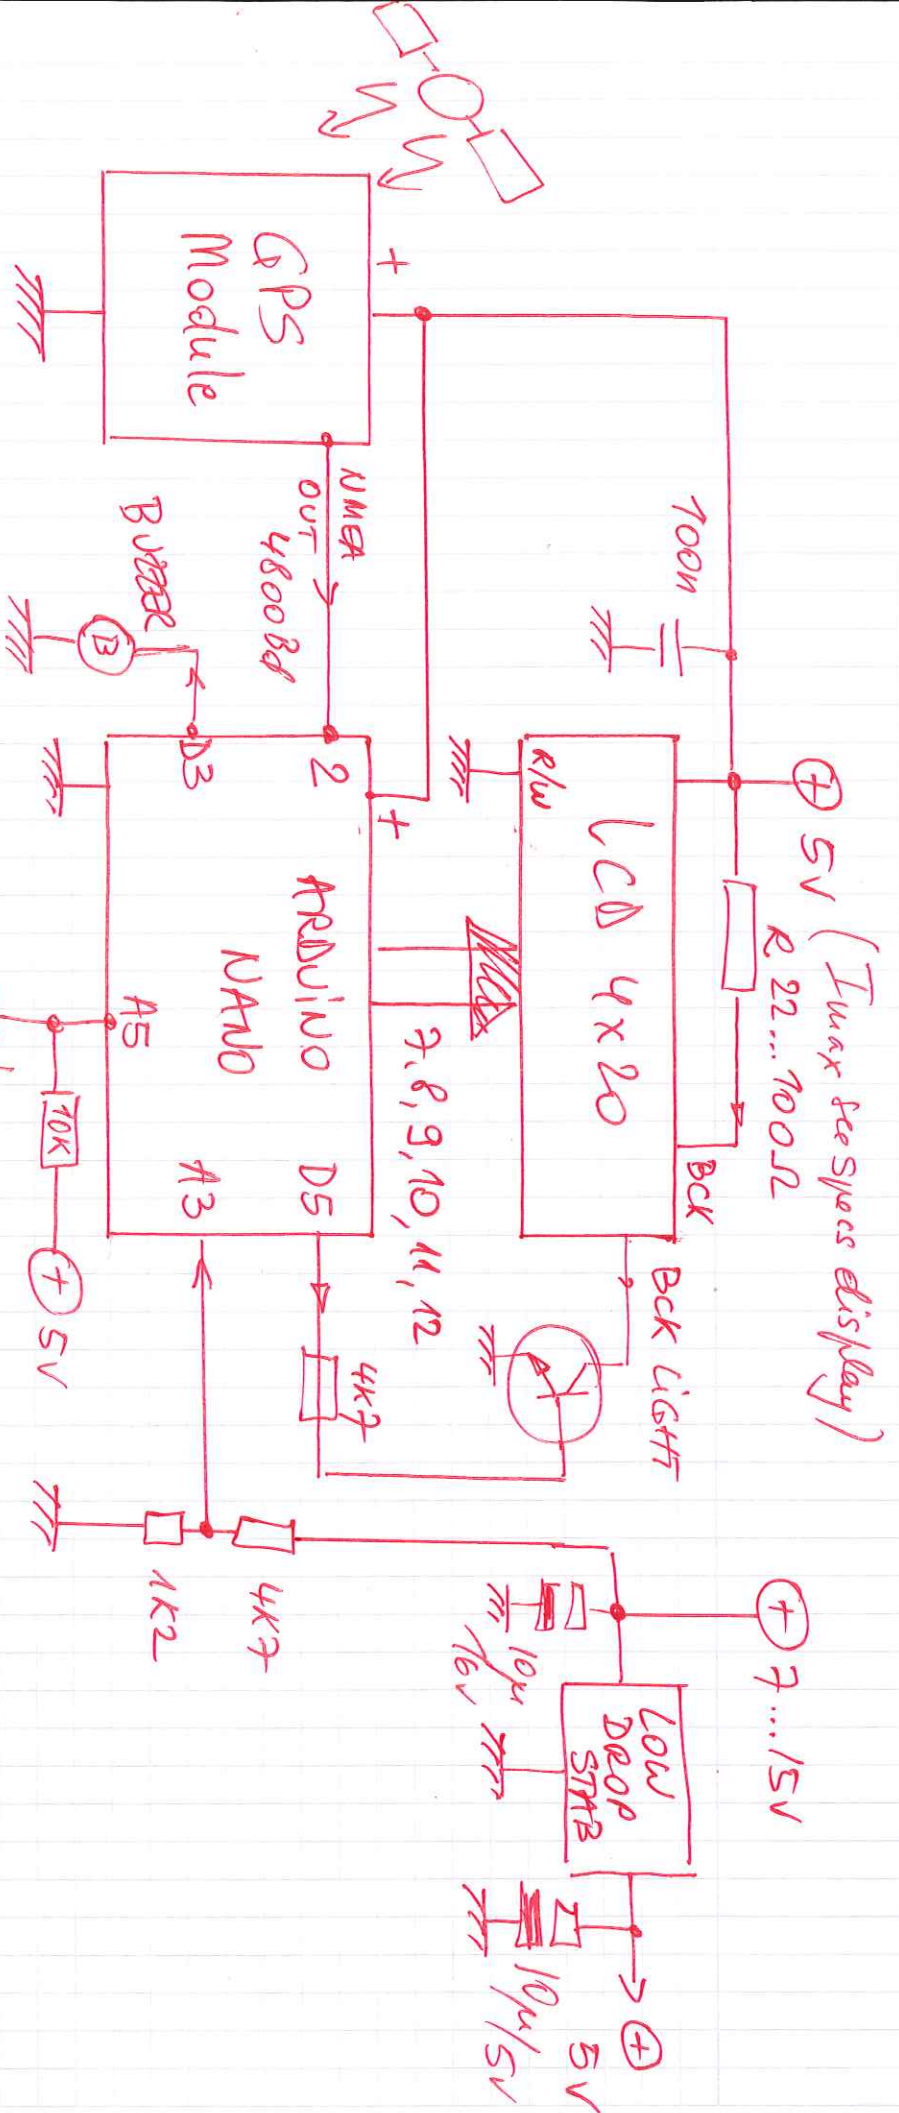 +
GPS
Module
NMEA
OUT
4800Bd
BUZZER
B
100n
+ 5V (Imax see Specs display)
R 22...100Ω
BCK
R/W
LCD 4x20
BCK LIGHT
7,8,9,10,11,12
+
2
D3
ARDUINO
NANO
A5
D5
A3
10K
+ 5V
4K7
4K7
1K2
+ 7...15V
10µ
16V
LOW
DROP
STAB
+
5V
10µ/5V